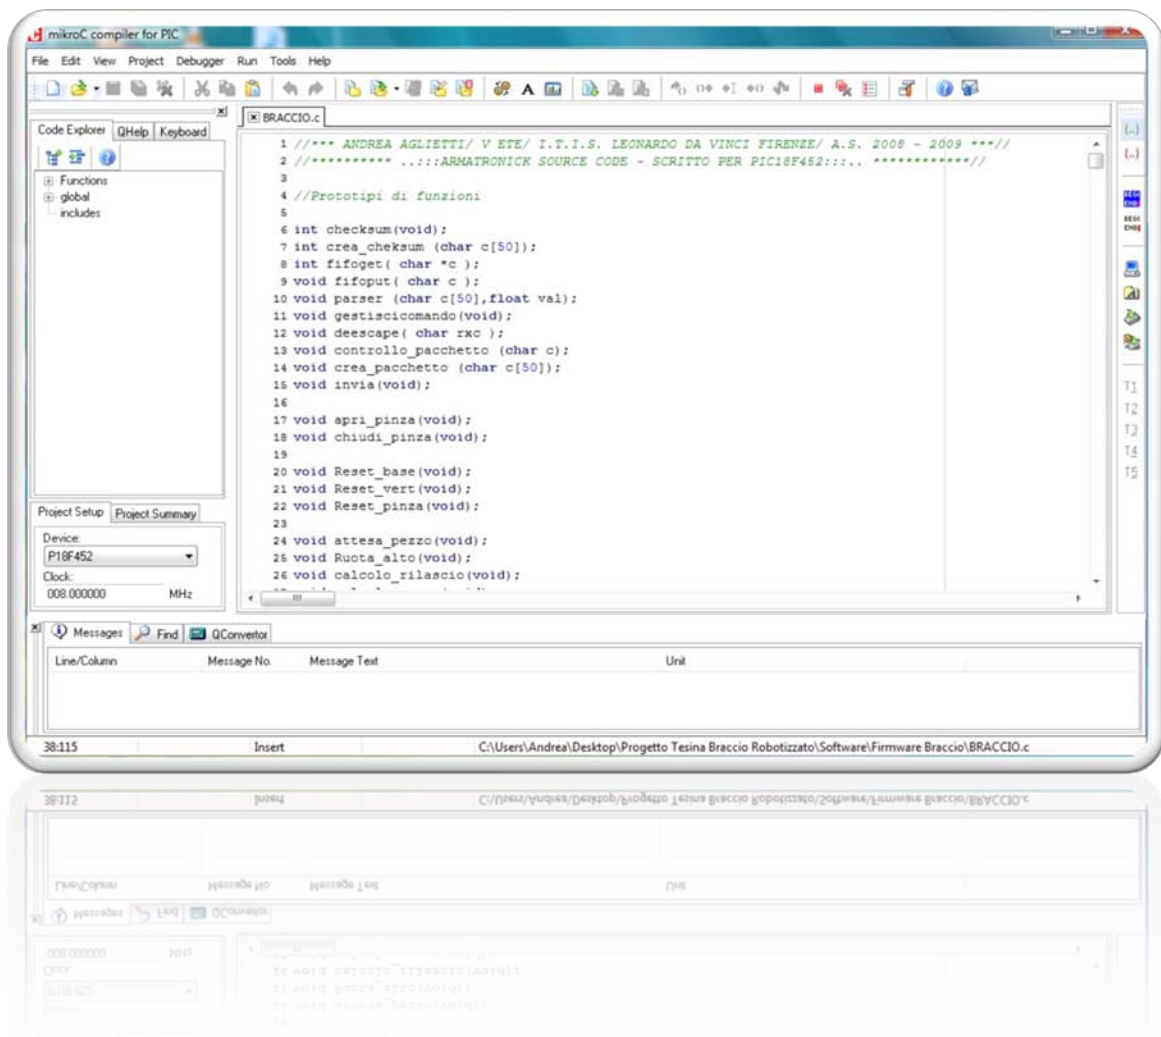 mikroC compiler for PIC
File Edit View Project Debugger Run Tools Help
Code Explorer QHelp Keyboard
Functions
global
includes
BRACCIO.c
1 //*** ANDREA AGLIETTI/ V ETE/ I.T.I.S. LEONARDO DA VINCI FIRENZE/ A.S. 2008 - 2009 ***//
2 //********** ..:::ARMATRONICK SOURCE CODE - SCRITTO PER PIC18F452:::.. ************//
3
4 //Prototipi di funzioni
5
6 int checksum(void);
7 int crea_cheksum (char c[50]);
8 int fifoget( char *c );
9 void fifoput( char c );
10 void parser (char c[50],float val);
11 void gestiscicomando(void);
12 void deescape( char rxc );
13 void controllo_pacchetto (char c);
14 void crea_pacchetto (char c[50]);
15 void invia(void);
16
17 void apri_pinza(void);
18 void chiudi_pinza(void);
19
20 void Reset_base(void);
21 void Reset_vert(void);
22 void Reset_pinza(void);
23
24 void attesa_pezzo(void);
25 void Ruota_alto(void);
26 void calcolo_rilascio(void);
T1
T2
T3
T4
T5
Project Setup Project Summary
Device:
P18F452
Clock:
008.000000 MHz
Messages Find QConvertor
Line/Column Message No. Message Text Unit
38:115 Insert C:\Users\Andrea\Desktop\Progetto Tesina Braccio Robotizzato\Software\Firmware Braccio\BRACCIO.c